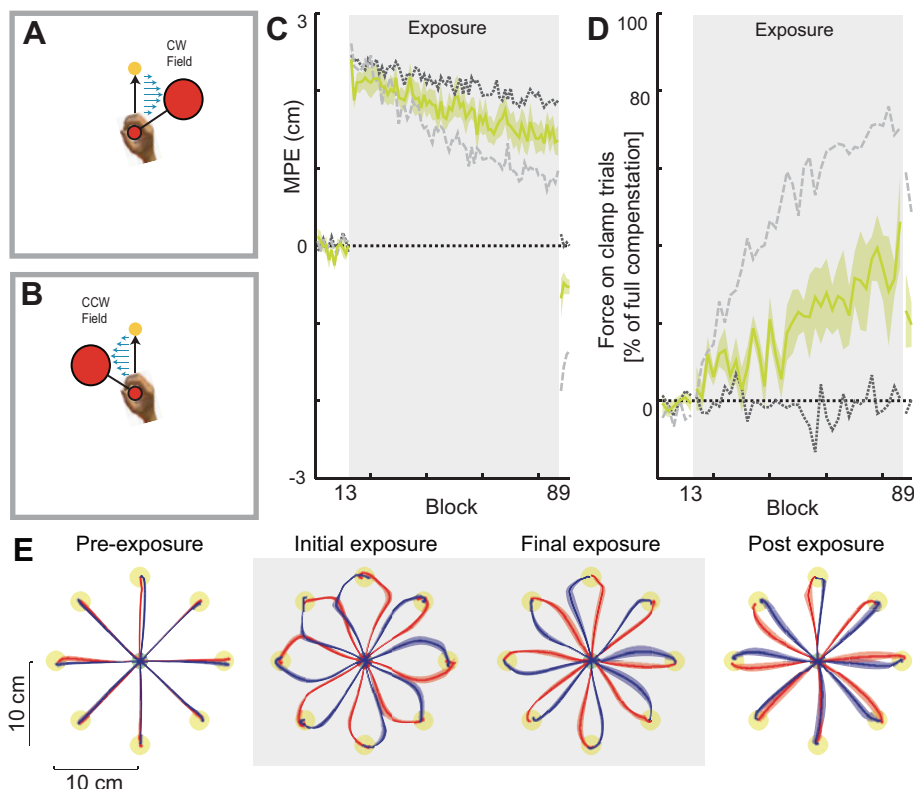 A
CW
Field
B
CCW
Field
C
3
Exposure
MPE (cm)
0
-3
13
89
Block
D
100
Exposure
80
Force on clamp trials
[% of full compenstation]
0
13
89
Block
E
Pre-exposure
Initial exposure
Final exposure
Post exposure
10 cm
10 cm